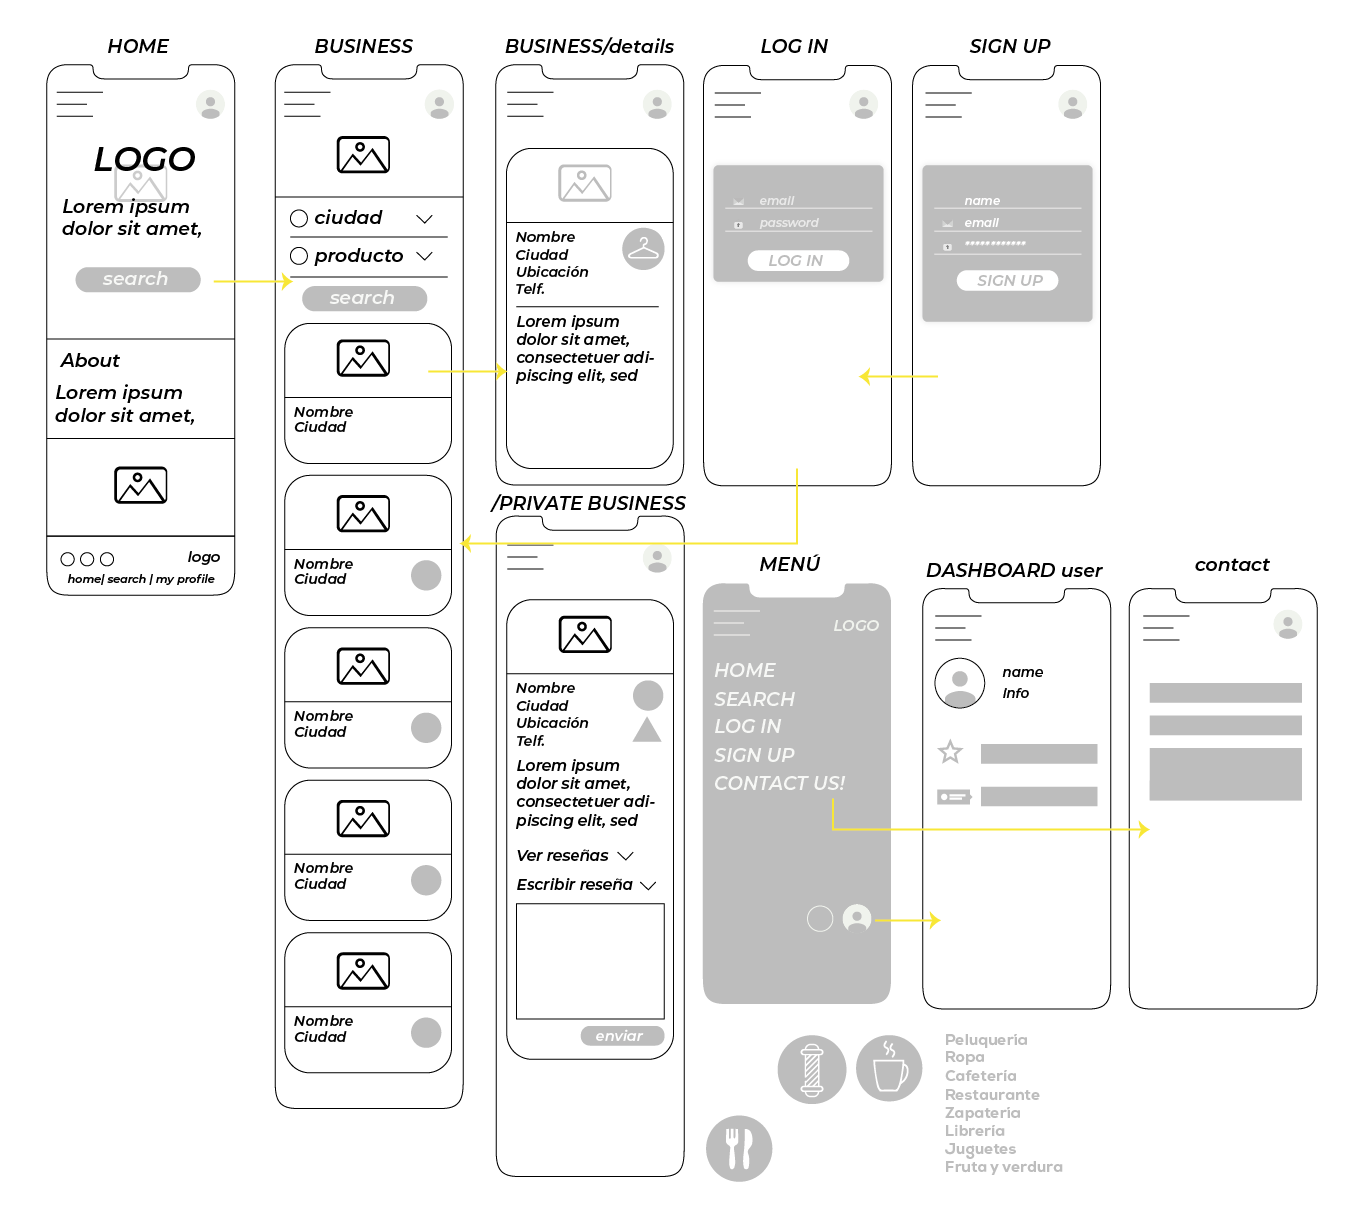 HOME
LOGO
Lorem ipsum
dolor sit amet,
search
About
Lorem ipsum
dolor sit amet,
logo
home| search | my profile
BUSINESS
ciudad
producto
search
Nombre
Ciudad
Nombre
Ciudad
Nombre
Ciudad
Nombre
Ciudad
Nombre
Ciudad
BUSINESS/details
Nombre
Ciudad
Ubicación
Telf.
Lorem ipsum
dolor sit amet,
consectetuer adi-
piscing elit, sed
/PRIVATE BUSINESS
Nombre
Ciudad
Ubicación
Telf.
Lorem ipsum
dolor sit amet,
consectetuer adi-
piscing elit, sed
Ver reseñas
Escribir reseña
enviar
LOG IN
email
password
LOG IN
SIGN UP
name
email
************
SIGN UP
MENÚ
LOGO
HOME
SEARCH
LOG IN
SIGN UP
CONTACT US!
DASHBOARD user
name
Info
contact
Peluquería
Ropa
Cafetería
Restaurante
Zapatería
Librería
Juguetes
Fruta y verdura